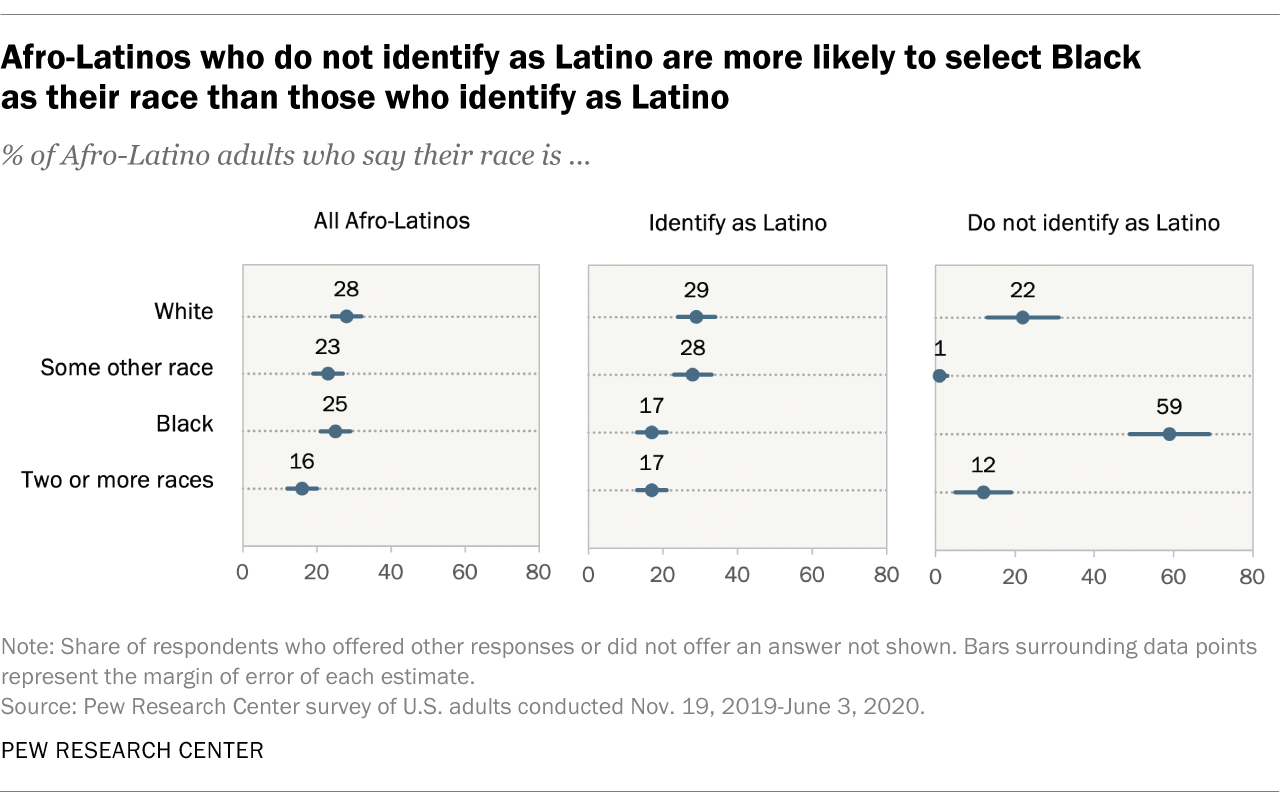 Afro-Latinos who do not identify as Latino are more likely to select Black
as their race than those who identify as Latino
% of Afro-Latino adults who say their race is ...
All Afro-Latinos Identify as Latino Do not identify as Latino
White 28 29 22
Some other race 23 28 1
Black 25 17 59
Two or more races 16 17 12
0 20 40 60 80 0 20 40 60 80 0 20 40 60 80
Note: Share of respondents who offered other responses or did not offer an answer not shown. Bars surrounding data points
represent the margin of error of each estimate.
Source: Pew Research Center survey of U.S. adults conducted Nov. 19, 2019-June 3, 2020.
PEW RESEARCH CENTER